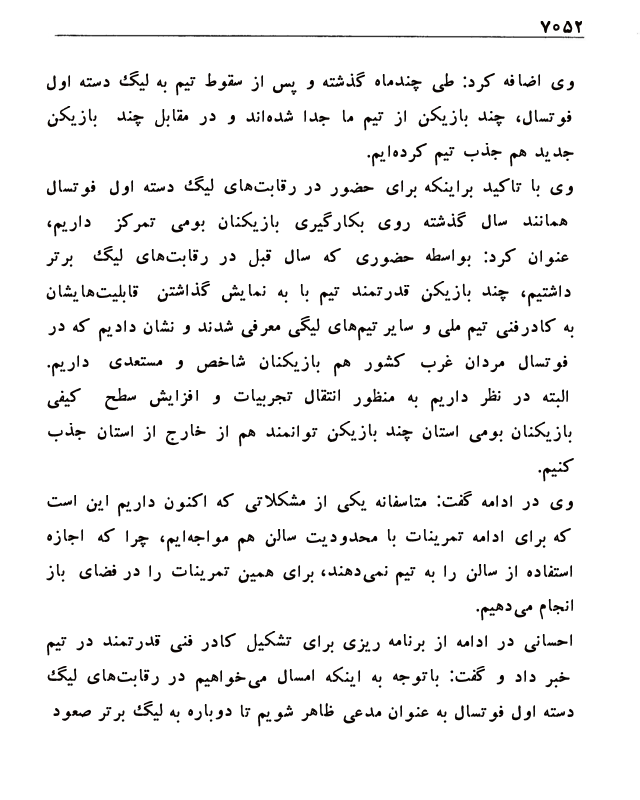 ۷۰۵۲
وی اضافه کرد: طی چندماه گذشته و پس از سقوط تیم به لیگ دسته اول
فوتسال، چند بازیکن از تیم ما جدا شده‌اند و در مقابل چند بازیکن
جدید هم جذب تیم کرده‌ایم.
وی با تاکید براینکه برای حضور در رقابت‌های لیگ دسته اول فوتسال
همانند سال گذشته روی بکارگیری بازیکنان بومی تمرکز داریم،
عنوان کرد: بواسطه حضوری که سال قبل در رقابت‌های لیگ برتر
داشتیم، چند بازیکن قدرتمند تیم با به نمایش گذاشتن قابلیت‌هایشان
به کادرفنی تیم ملی و سایر تیم‌های لیگی معرفی شدند و نشان دادیم که در
فوتسال مردان غرب کشور هم بازیکنان شاخص و مستعدی داریم.
البته در نظر داریم به منظور انتقال تجربیات و افزایش سطح کیفی
بازیکنان بومی استان چند بازیکن توانمند هم از خارج از استان جذب
کنیم.
وی در ادامه گفت: متاسفانه یکی از مشکلاتی که اکنون داریم این است
که برای ادامه تمرینات با محدودیت سالن هم مواجه‌ایم، چرا که اجازه
استفاده از سالن را به تیم نمی‌دهند، برای همین تمرینات را در فضای باز
انجام می‌دهیم.
احسانی در ادامه از برنامه ریزی برای تشکیل کادر فنی قدرتمند در تیم
خبر داد و گفت: باتوجه به اینکه امسال می‌خواهیم در رقابت‌های لیگ
دسته اول فوتسال به عنوان مدعی ظاهر شویم تا دوباره به لیگ برتر صعود